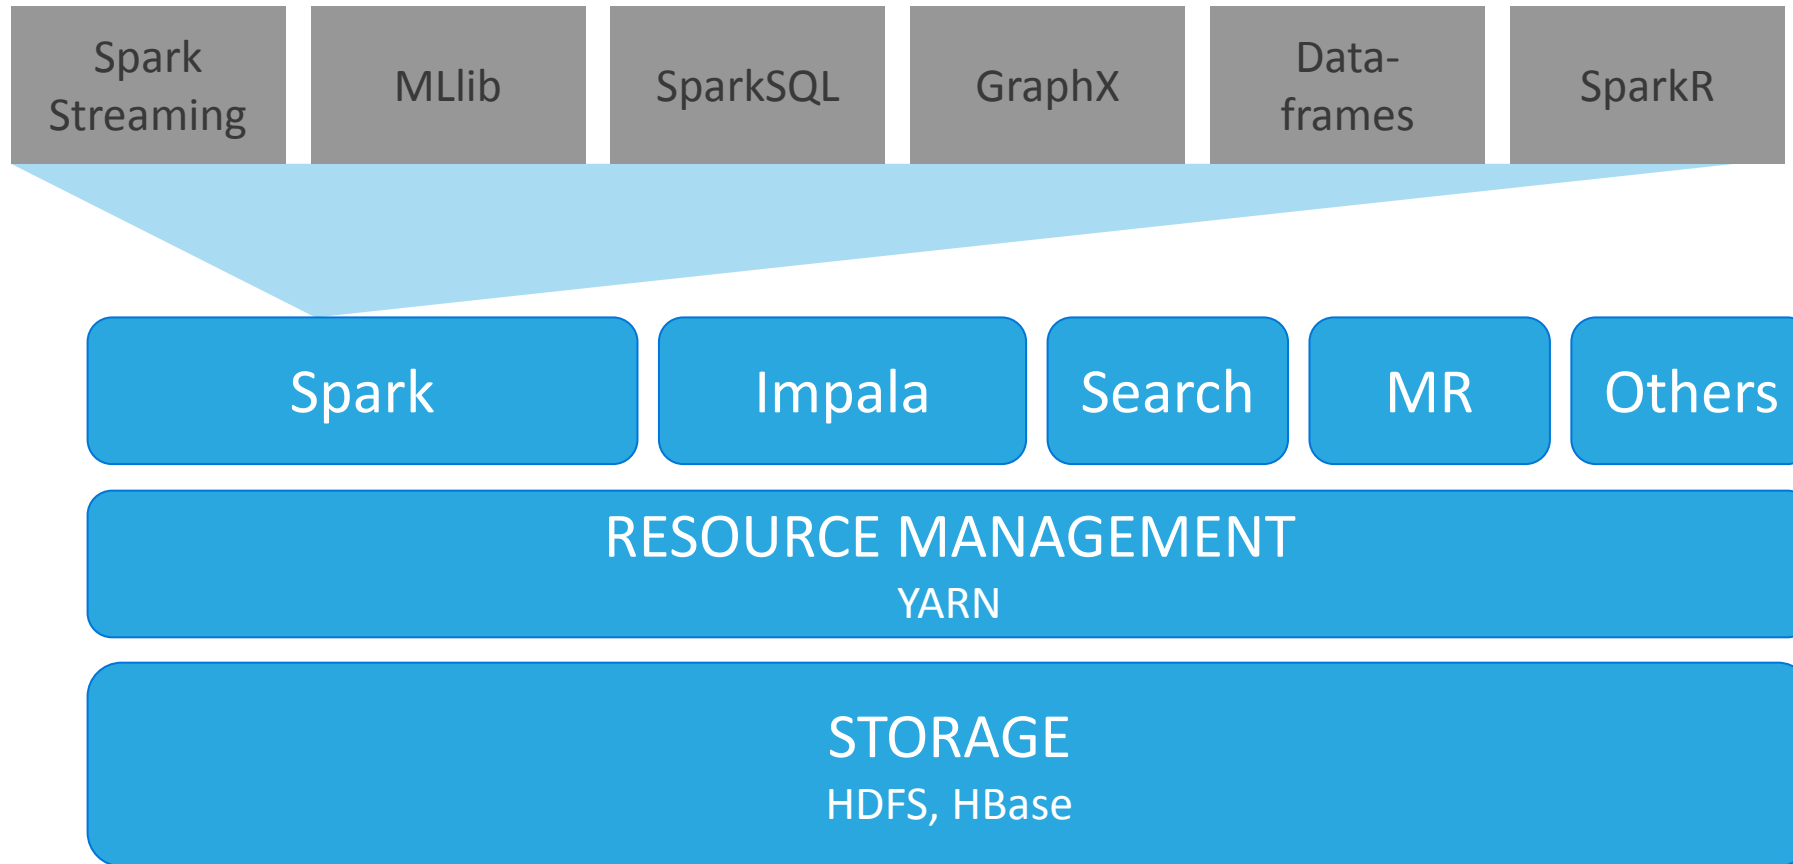 Spark
Streaming
MLlib
SparkSQL
GraphX
Data-
frames
SparkR
Spark
Impala
Search
MR
Others
RESOURCE MANAGEMENT
YARN
STORAGE
HDFS, HBase